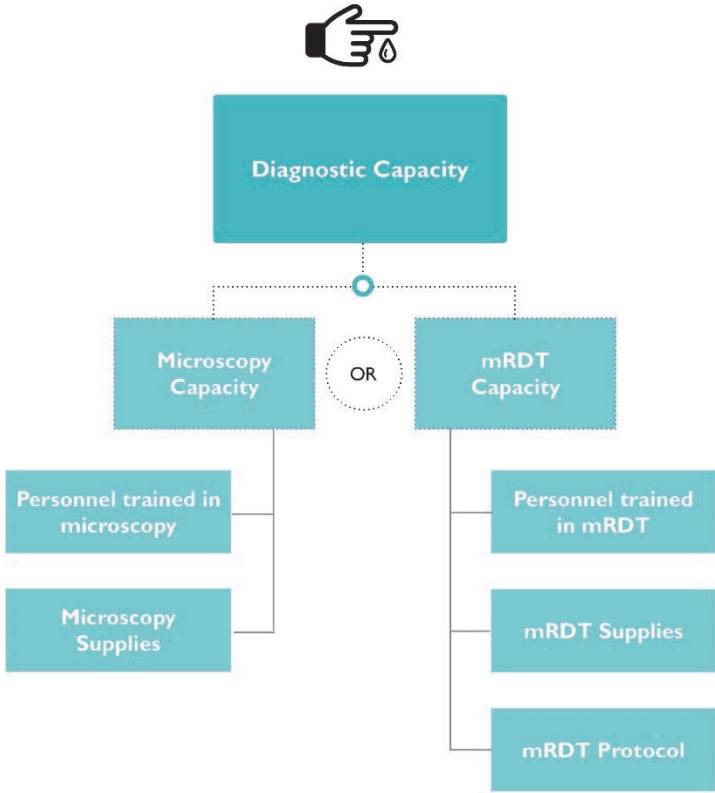 Diagnostic Capacity
Microscopy
Capacity
OR
mRDT
Capacity
Personnel trained in
microscopy
Microscopy
Supplies
Personnel trained
in mRDT
mRDT Supplies
mRDT Protocol